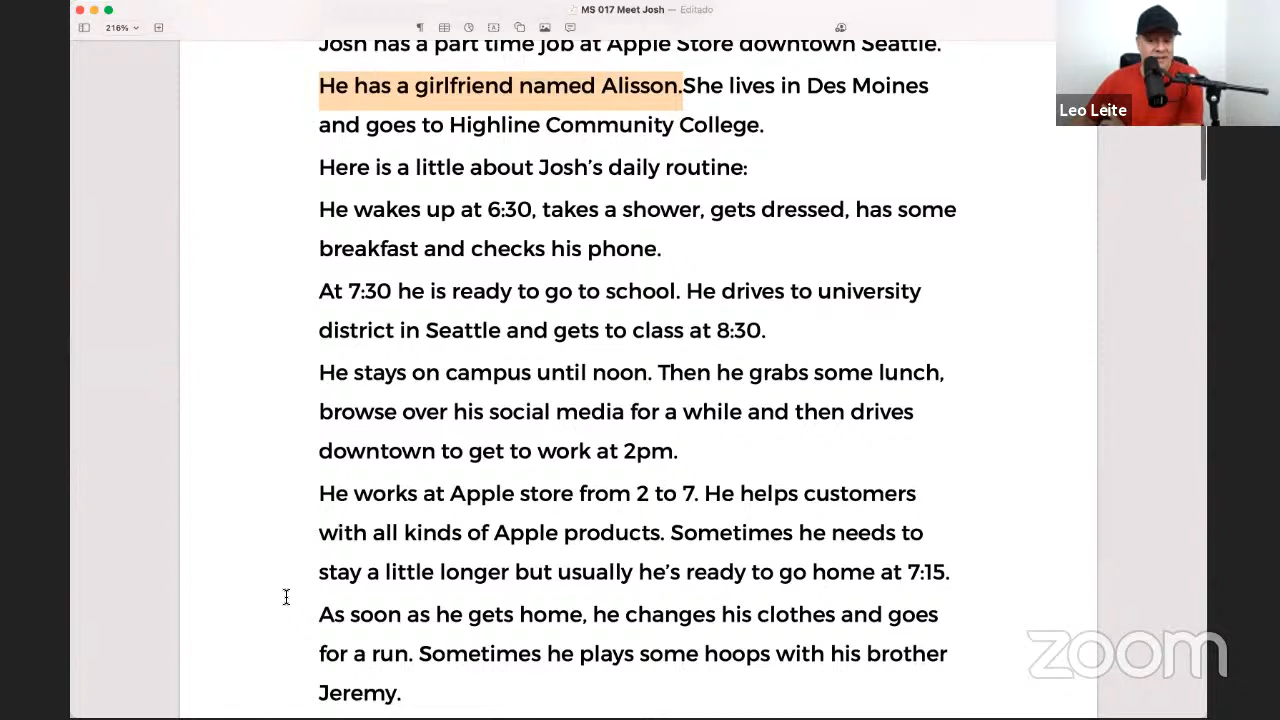 MS 017 Meet Josh — Editado
216%
Josh has a part time job at Apple Store downtown Seattle.
He has a girlfriend named Alisson.She lives in Des Moines
and goes to Highline Community College.
Here is a little about Josh’s daily routine:
He wakes up at 6:30, takes a shower, gets dressed, has some
breakfast and checks his phone.
At 7:30 he is ready to go to school. He drives to university
district in Seattle and gets to class at 8:30.
He stays on campus until noon. Then he grabs some lunch,
browse over his social media for a while and then drives
downtown to get to work at 2pm.
He works at Apple store from 2 to 7. He helps customers
with all kinds of Apple products. Sometimes he needs to
stay a little longer but usually he’s ready to go home at 7:15.
As soon as he gets home, he changes his clothes and goes
for a run. Sometimes he plays some hoops with his brother
Jeremy.
Leo Leite
zoom